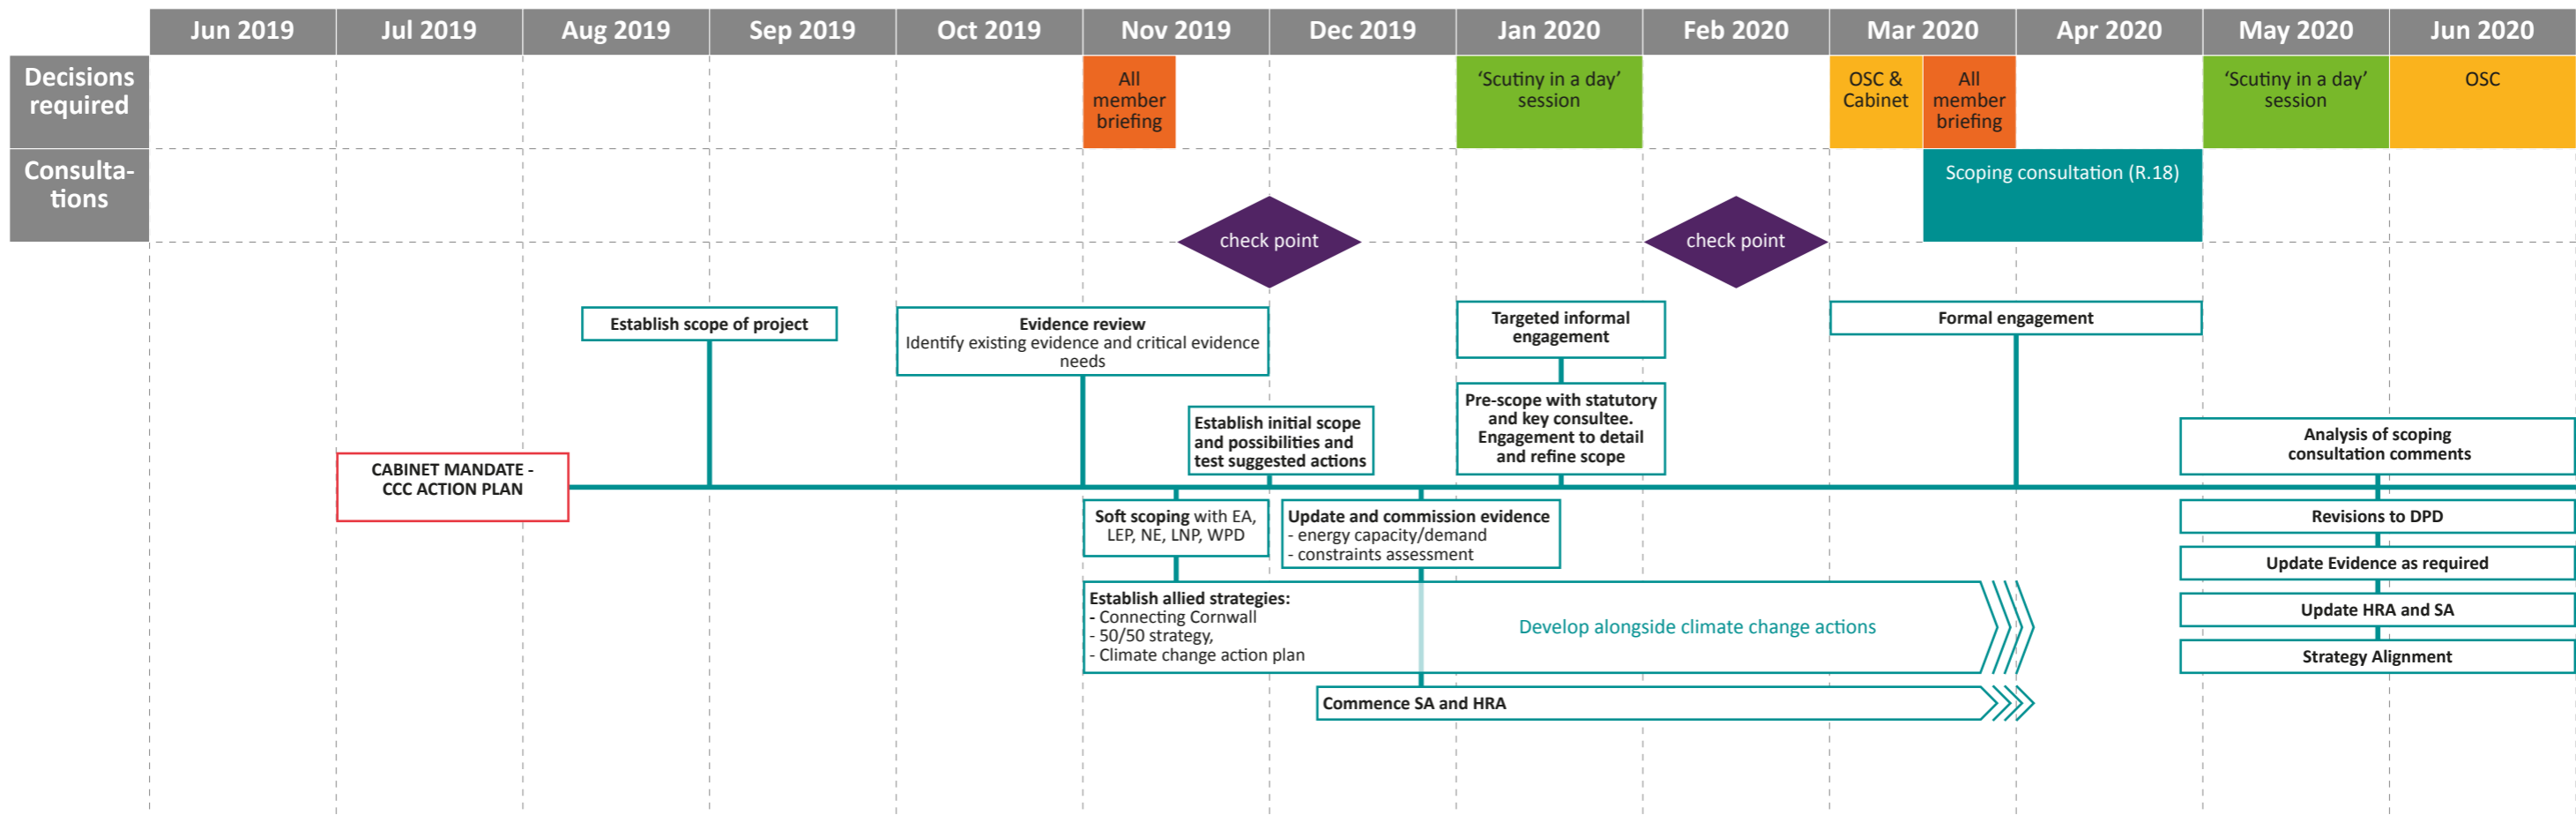 Jun 2019
Jul 2019
Aug 2019
Sep 2019
Oct 2019
Nov 2019
Dec 2019
Jan 2020
Feb 2020
Mar 2020
Apr 2020
May 2020
Jun 2020
Decisions
required
All
member
briefing
‘Scutiny in a day’
session
OSC &
Cabinet
All
member
briefing
‘Scutiny in a day’
session
OSC
Consulta-
tions
Scoping consultation (R.18)
check point
check point
Establish scope of project
Evidence review
Identify existing evidence and critical evidence
needs
Targeted informal
engagement
Formal engagement
Establish initial scope
and possibilities and
test suggested actions
Pre-scope with statutory
and key consultee.
Engagement to detail
and refine scope
Analysis of scoping
consultation comments
CABINET MANDATE -
CCC ACTION PLAN
Soft scoping with EA,
LEP, NE, LNP, WPD
Update and commission evidence
- energy capacity/demand
- constraints assessment
Revisions to DPD
Update Evidence as required
Update HRA and SA
Strategy Alignment
Establish allied strategies:
- Connecting Cornwall
- 50/50 strategy,
- Climate change action plan
Develop alongside climate change actions
Commence SA and HRA